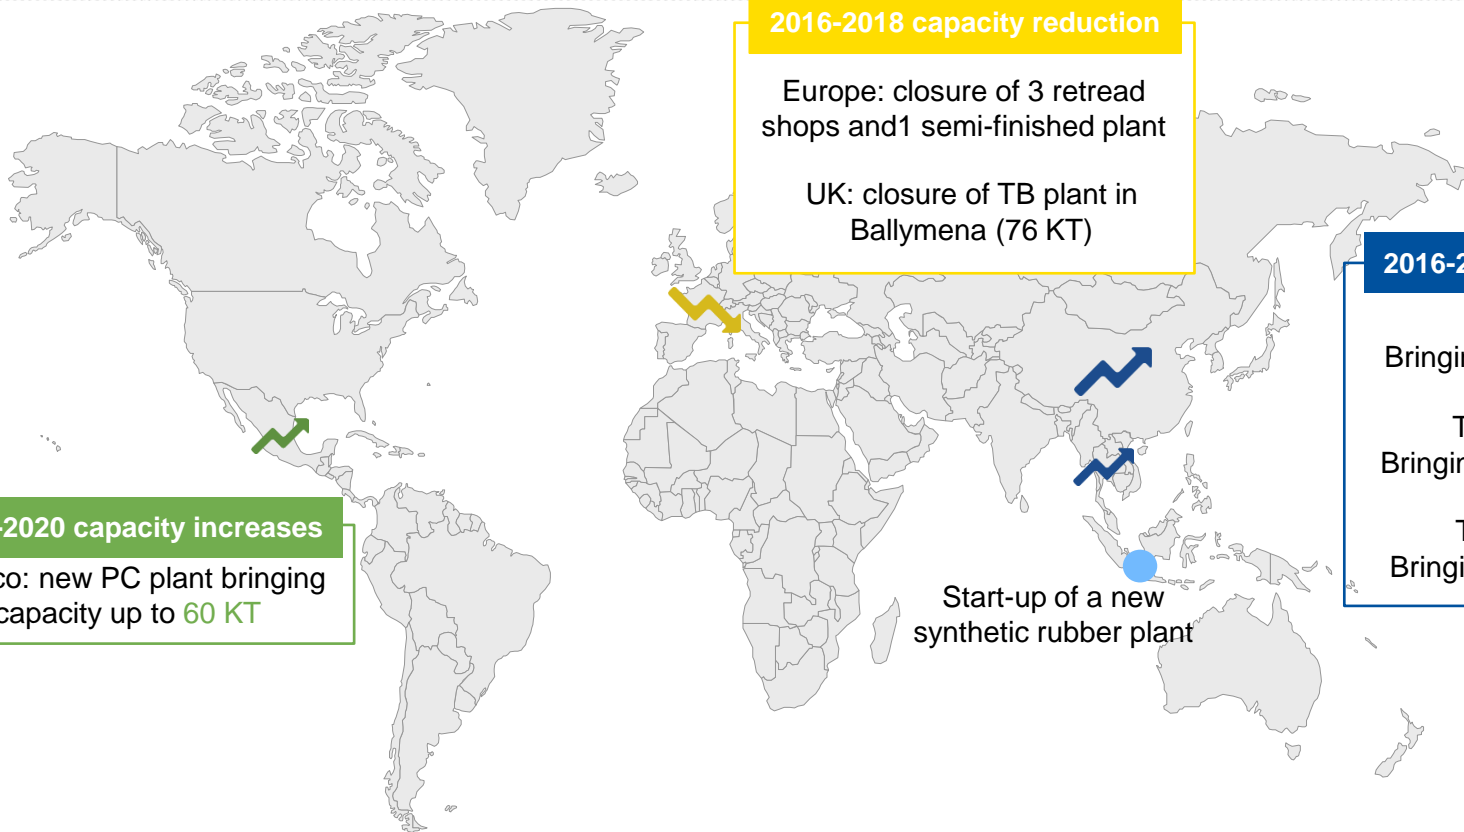 2016-2018 capacity reduction
Europe: closure of 3 retread
shops and1 semi-finished plant
UK: closure of TB plant in
Ballymena (76 KT)
-2020 capacity increases
co: new PC plant bringing
capacity up to 60 KT
Start-up of a new
synthetic rubber plant
2016-2
Bringin
T
Bringin
T
Bringi